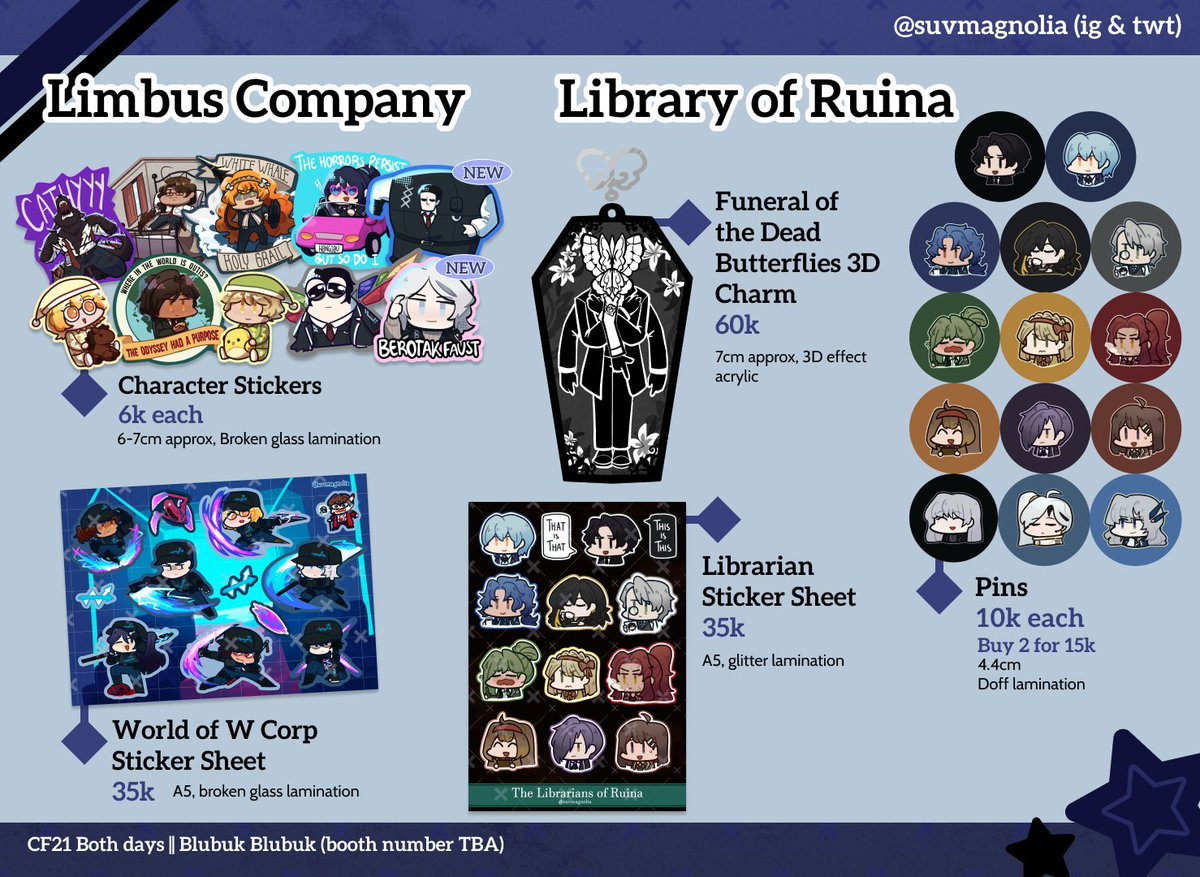 @suvmagnolia (ig & twt)
Limbus Company
Library of Ruina
CATHYYY
WHITE WHALE
HOLY GRAIL
THE HORRORS PERSIST
HONGLU
BUT SO DO I
NEW
WHERE IN THE WORLD IS OUTIS?
THE ODYSSEY HAD A PURPOSE
NEW
BEROTAK FAUST
Character Stickers
6k each
6-7cm approx, Broken glass lamination
Funeral of
the Dead
Butterflies 3D
Charm
60k
7cm approx, 3D effect
acrylic
@suvmagnolia
World of W Corp
Sticker Sheet
35k
A5, broken glass lamination
THAT
IS
THAT
THIS
IS
THIS
The Librarians of Ruina
@suvmagnolia
Librarian
Sticker Sheet
35k
A5, glitter lamination
Pins
10k each
Buy 2 for 15k
4.4cm
Doff lamination
CF21 Both days || Blubuk Blubuk (booth number TBA)